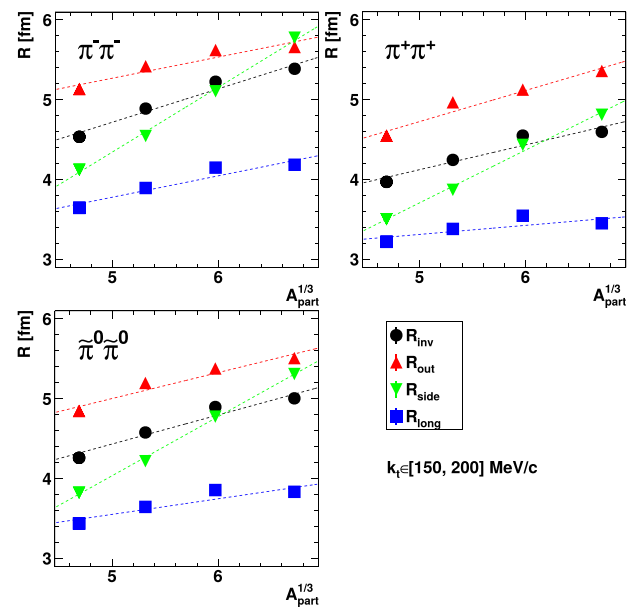 R [fm]
6
5
4
3
π⁻π⁻
5
6
A_part^1/3
6
5
4
3
π⁺π⁺
5
6
A_part^1/3
R [fm]
6
5
4
3
π̃⁰π̃⁰
5
6
A_part^1/3
R_inv
R_out
R_side
R_long
k_t∈[150, 200] MeV/c